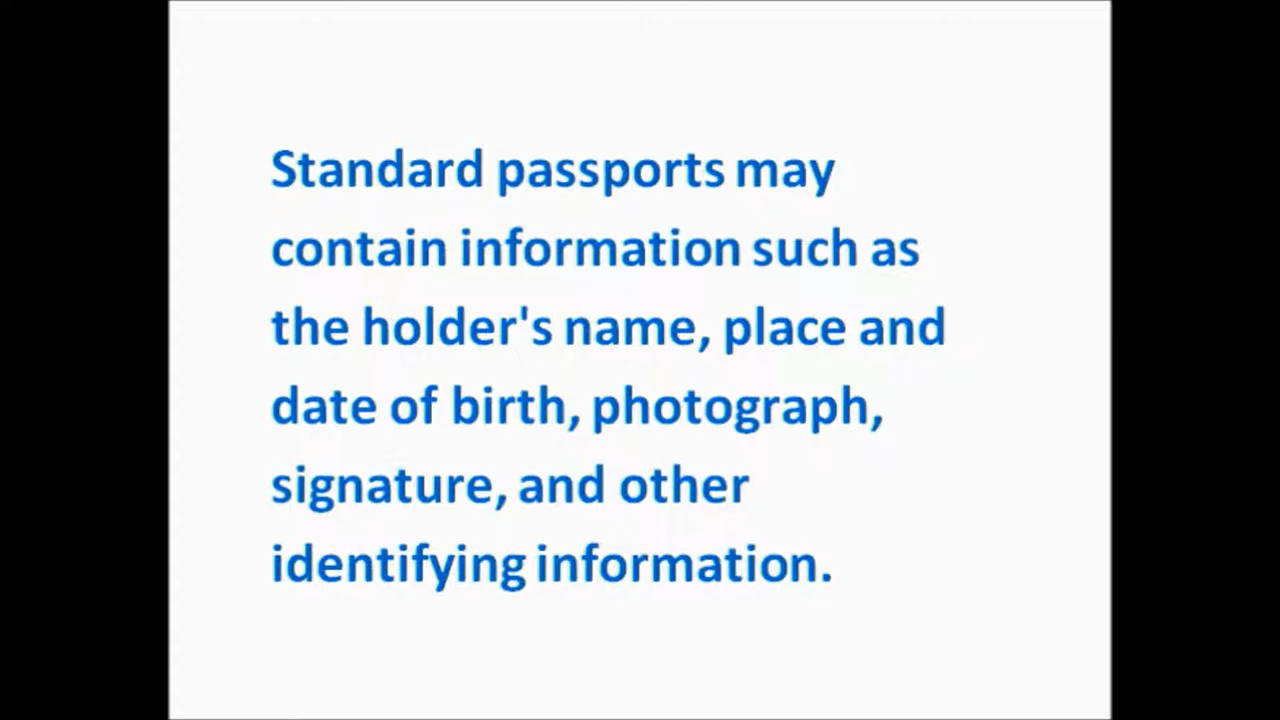 Standard passports may
contain information such as
the holder's name, place and
date of birth, photograph,
signature, and other
identifying information.